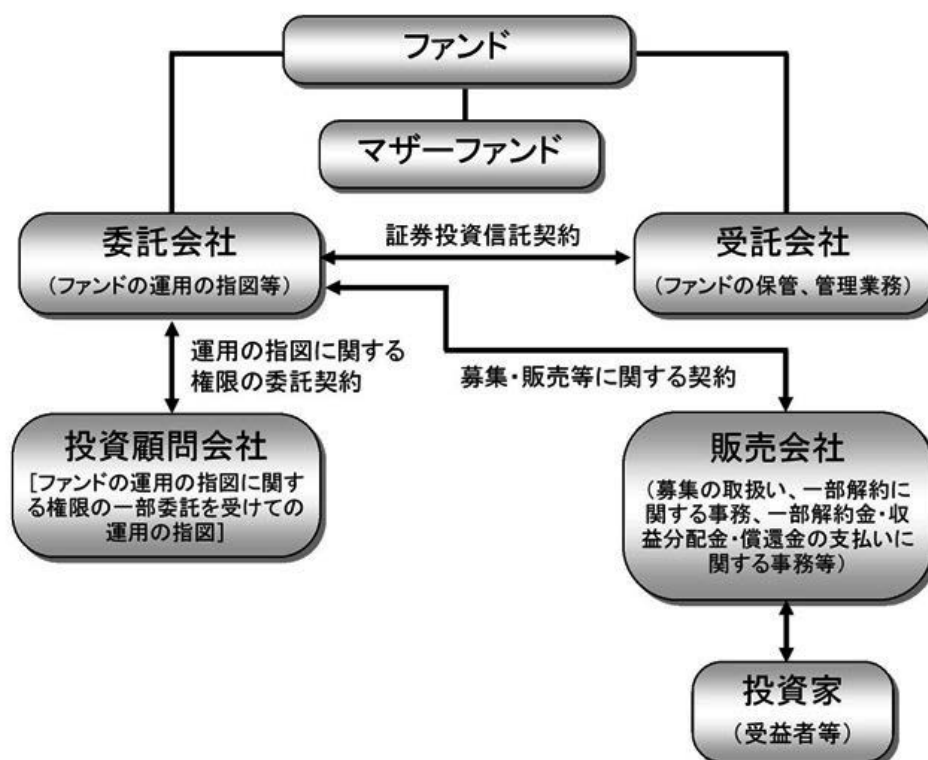 ファンド
マザーファンド
委託会社
（ファンドの運用の指図等）
証券投資信託契約
受託会社
（ファンドの保管、管理業務）
運用の指図に関する
権限の委託契約
募集・販売等に関する契約
投資顧問会社
[ファンドの運用の指図に関す
る権限の一部委託を受けての
運用の指図]
販売会社
（募集の取扱い、一部解約に
関する事務、一部解約金・収
益分配金・償還金の支払いに
関する事務等）
投資家
（受益者等）